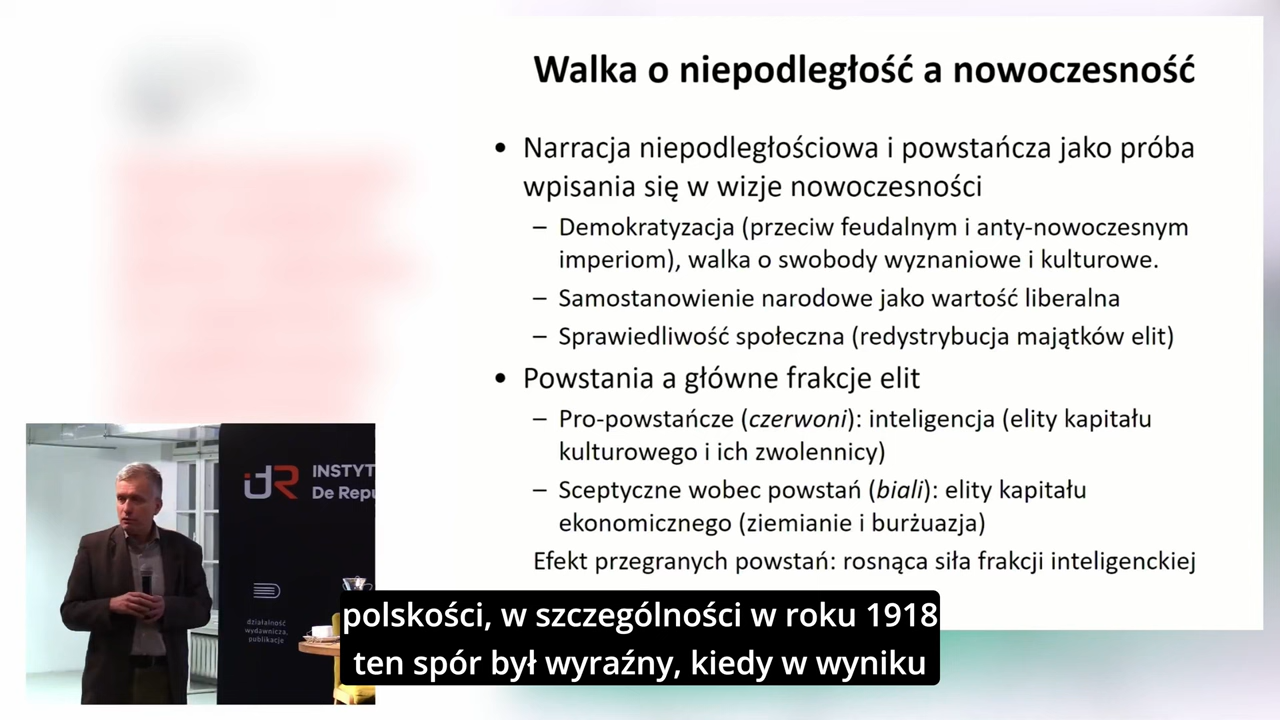 Walka o niepodległość a nowoczesność
• Narracja niepodległościowa i powstańcza jako próba
wpisania się w wizje nowoczesności
– Demokratyzacja (przeciw feudalnym i anty-nowoczesnym
imperiom), walka o swobody wyznaniowe i kulturowe.
– Samostanowienie narodowe jako wartość liberalna
– Sprawiedliwość społeczna (redystrybucja majątków elit)
• Powstania a główne frakcje elit
– Pro-powstańcze (czerwoni): inteligencja (elity kapitału
kulturowego i ich zwolennicy)
– Sceptyczne wobec powstań (biali): elity kapitału
ekonomicznego (ziemianie i burżuazja)
Efekt przegranych powstań: rosnąca siła frakcji inteligenckiej
idR INSTYT
De Repu
działalność
wydawnicza,
publikacje
polskości, w szczególności w roku 1918
ten spór był wyraźny, kiedy w wyniku